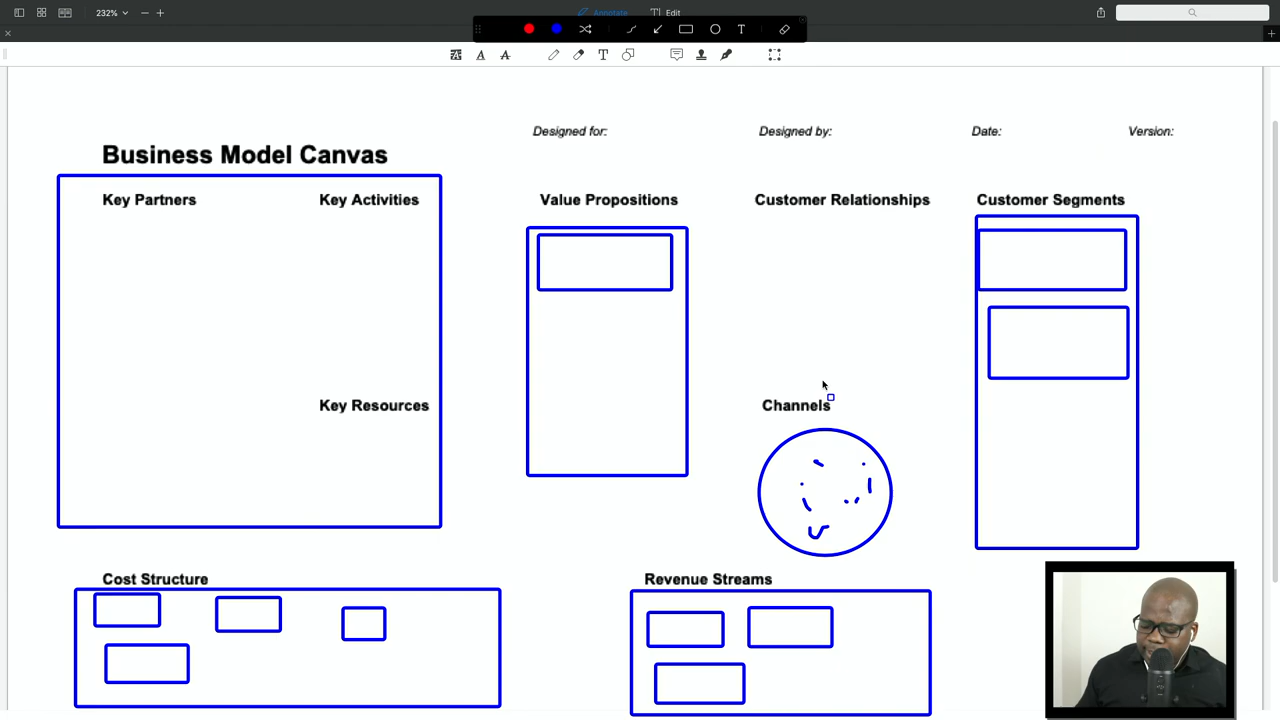 232%
Annotate
Edit
T
A
A
A
T
Designed for:
Designed by:
Date:
Version:
Business Model Canvas
Key Partners
Key Activities
Value Propositions
Customer Relationships
Customer Segments
Key Resources
Channels
Cost Structure
Revenue Streams